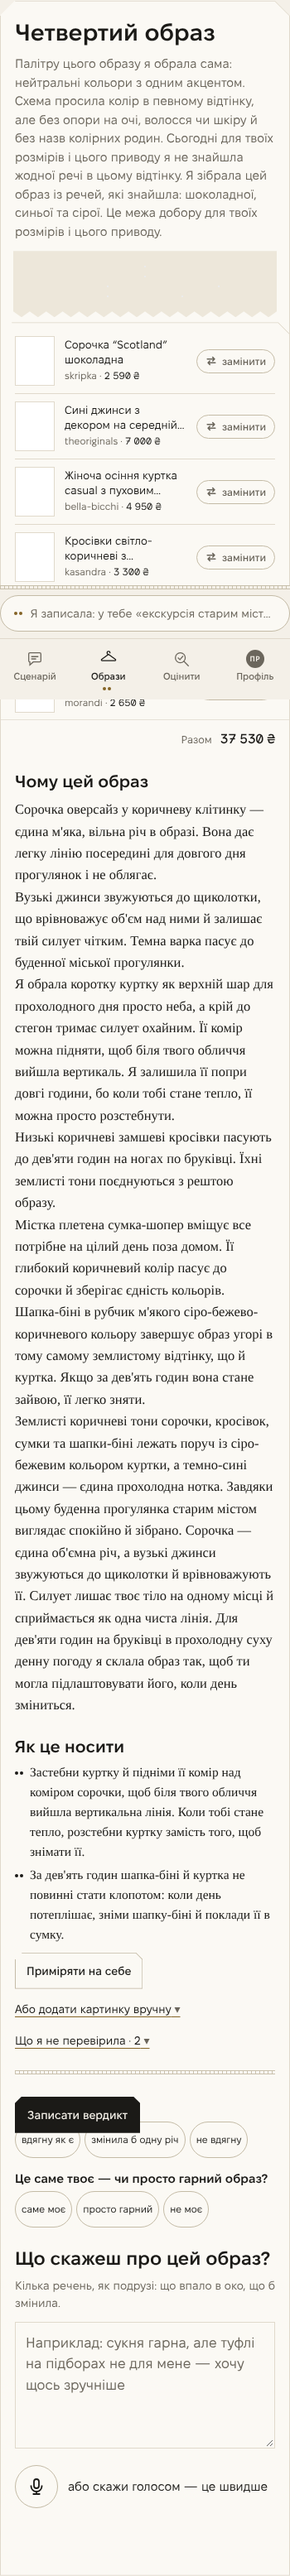 Четвертий образ
Палітру цього образу я обрала сама:
нейтральні кольори з одним акцентом.
Схема просила колір в певному відтінку,
але без опори на очі, волосся чи шкіру й
без назв колірних родин. Сьогодні для твоїх
розмірів і цього приводу я не знайшла
жодної речі в цьому відтінку. Я зібрала цей
образ із речей, які знайшла: шоколадної,
синьої та сірої. Це межа добору для твоїх
розмірів і цього приводу.
Сорочка “Scotland”
шоколадна
skripka · 2 590 ₴
замінити
Сині джинси з
декором на середній…
theoriginals · 7 000 ₴
замінити
Жіноча осіння куртка
casual з пуховим…
bella-bicchi · 4 950 ₴
замінити
Кросівки світло-
коричневі з…
kasandra · 3 300 ₴
замінити
Я записала: у тебе «екскурсія старим міст…
Сценарій
Образи
Оцінити
ПР
Профіль
morandi · 2 650 ₴
Разом 37 530 ₴
Чому цей образ
Сорочка оверсайз у коричневу клітинку —
єдина м'яка, вільна річ в образі. Вона дає
легку лінію посередині для довгого дня
прогулянок і не облягає.
Вузькі джинси звужуються до щиколотки,
що врівноважує об'єм над ними й залишає
твій силует чітким. Темна варка пасує до
буденної міської прогулянки.
Я обрала коротку куртку як верхній шар для
прохолодного дня просто неба, а крій до
стегон тримає силует охайним. Її комір
можна підняти, щоб біля твого обличчя
вийшла вертикаль. Я залишила її попри
довгі години, бо коли тобі стане тепло, її
можна просто розстебнути.
Низькі коричневі замшеві кросівки пасують
до дев'яти годин на ногах по бруківці. Їхні
землисті тони поєднуються з рештою
образу.
Містка плетена сумка-шопер вміщує все
потрібне на цілий день поза домом. Її
глибокий коричневий колір пасує до
сорочки й зберігає єдність кольорів.
Шапка-біні в рубчик м'якого сіро-бежево-
коричневого кольору завершує образ угорі в
тому самому землистому відтінку, що й
куртка. Якщо за дев'ять годин вона стане
зайвою, її легко зняти.
Землисті коричневі тони сорочки, кросівок,
сумки та шапки-біні лежать поруч із сіро-
бежевим кольором куртки, а темно-сині
джинси — єдина прохолодна нотка. Завдяки
цьому буденна прогулянка старим містом
виглядає спокійно й зібрано. Сорочка —
єдина об'ємна річ, а вузькі джинси
звужуються до щиколотки й врівноважують
її. Силует лишає твоє тіло на одному місці й
сприймається як одна чиста лінія. Для
дев'яти годин на бруківці в прохолодну суху
денну погоду я склала образ так, щоб ти
могла підлаштовувати його, коли день
зміниться.
Як це носити
•• Застебни куртку й підніми її комір над
коміром сорочки, щоб біля твого обличчя
вийшла вертикальна лінія. Коли тобі стане
тепло, розстебни куртку замість того, щоб
знімати її.
•• За дев'ять годин шапка-біні й куртка не
повинні стати клопотом: коли день
потеплішає, зніми шапку-біні й поклади її в
сумку.
Приміряти на себе
Або додати картинку вручну ▾
Що я не перевірила · 2 ▾
Записати вердикт
вдягну як є
змінила б одну річ
не вдягну
Це саме твоє — чи просто гарний образ?
саме моє
просто гарний
не моє
Що скажеш про цей образ?
Кілька речень, як подрузі: що впало в око, що б
змінила.
Наприклад: сукня гарна, але туфлі
на підборах не для мене — хочу
щось зручніше
або скажи голосом — це швидше